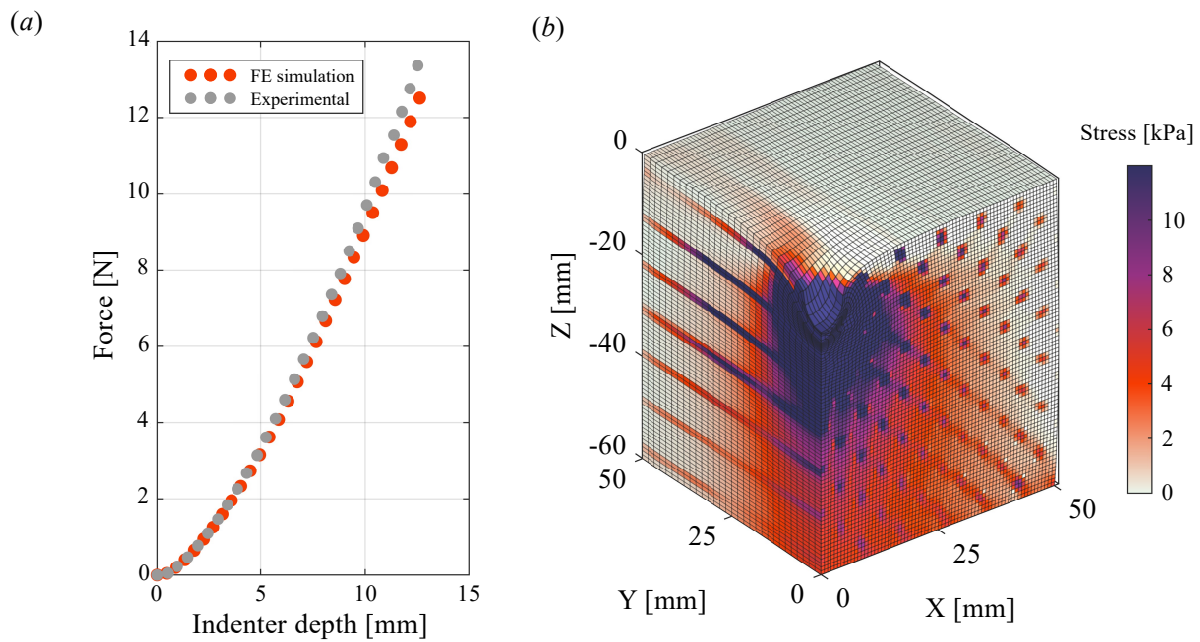 (a)
14
12
10
8
6
4
2
0
Force [N]
FE simulation
Experimental
0 5 10 15
Indenter depth [mm]
(b)
0
-20
-40
-60
Z [mm]
50
25
0
Y [mm]
0
25
50
X [mm]
Stress [kPa]
10
8
6
4
2
0